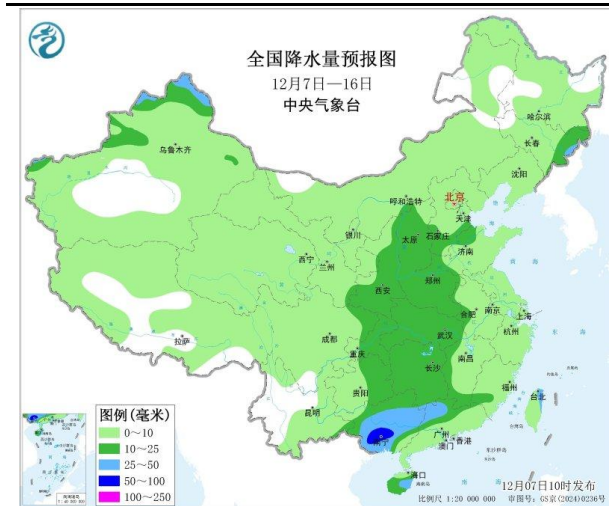 全国降水量预报图
12月7日—16日
中央气象台
哈尔滨
长春
乌鲁木齐
沈阳
呼和浩特
北京
天津
银川
太原
石家庄
济南
西宁
兰州
西安
郑州
合肥
南京
上海
成都
武汉
杭州
拉萨
重庆
南昌
长沙
贵阳
福州
台北
昆明
广州
南宁
香港
澳门
海口
图例(毫米)
0～10
10～25
25～50
50～100
100～250
12月07日10时发布
比例尺 1:20 000 000 审图号: GS京(2024)0236号